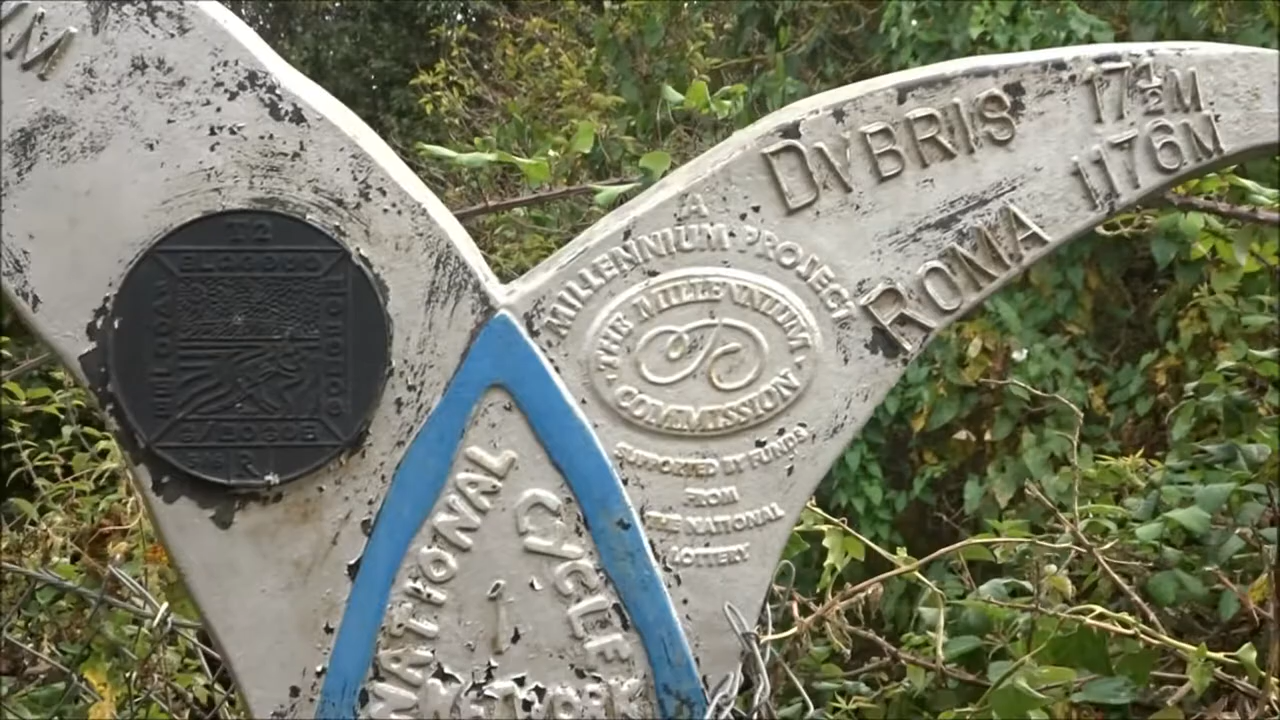 M
T2
DVBRIS 17½M
ROMA 1176M
A
MILLENNIUM PROJECT
THE MILLENNIUM
COMMISSION
SUPPORTED BY FUNDS
FROM
THE NATIONAL
LOTTERY
NATIONAL
CYCLE
NETWORK
1